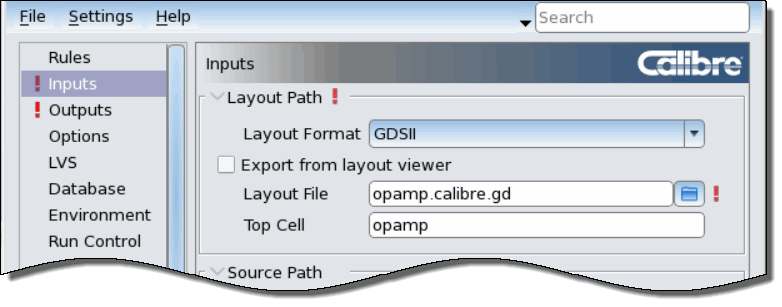 File Settings Help Search
Rules
! Inputs
! Outputs
Options
LVS
Database
Environment
Run Control
Inputs Calibre
Layout Path !
Layout Format GDSII
Export from layout viewer
Layout File opamp.calibre.gd !
Top Cell opamp
Source Path